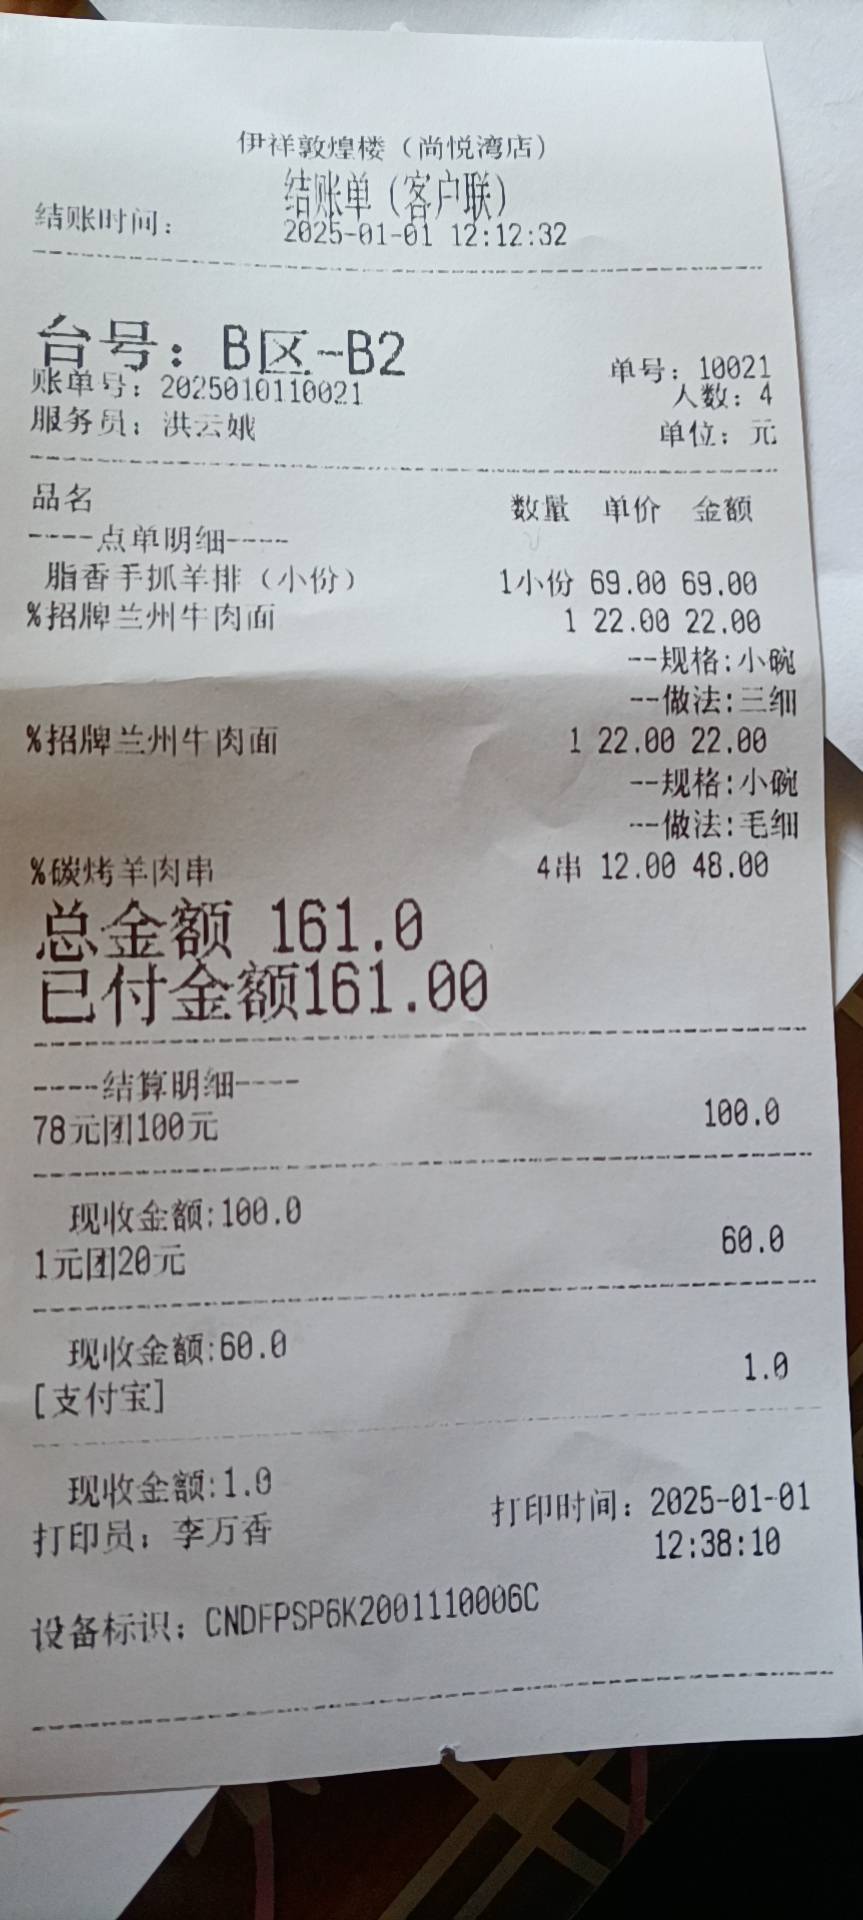 伊祥敦煌楼（尚悦湾店）
结账单（客户联）
结账时间： 2025-01-01 12:12:32
台号：B区-B2
单号：10021
账单号：2025010110021
人数：4
服务员：洪云娥
单位：元
品名 数量 单价 金额
----点单明细----
脂香手抓羊排（小份） 1小份 69.00 69.00
%招牌兰州牛肉面 1 22.00 22.00
--规格:小碗
--做法:三细
%招牌兰州牛肉面 1 22.00 22.00
--规格:小碗
--做法:毛细
%碳烤羊肉串 4串 12.00 48.00
总金额 161.0
已付金额161.00
----结算明细----
78元团100元 100.0
现收金额:100.0
1元团20元 60.0
现收金额:60.0
[支付宝] 1.0
现收金额:1.0
打印员：李万香 打印时间：2025-01-01
12:38:10
设备标识：CNDFPSP6K2001110006C